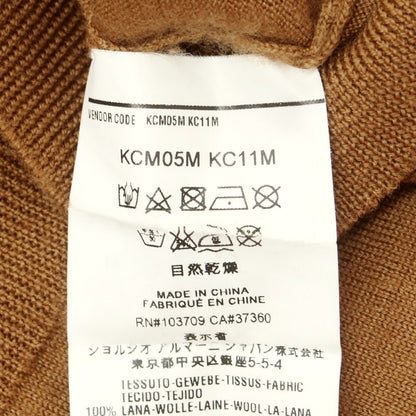 VENDOR CODE KCM05M KC11M
KCM05M KC11M
自然乾燥
MADE IN CHINA
FABRIQUÉ EN CHINE
RN#103709 CA#37360
表示者
ジョルジオ アルマーニ ジャパン株式会社
東京都中央区銀座5-5-4
TESSUTO-GEWEBE-TISSUS-FABRIC
TECIDO-TEJIDO
100% LANA-WOLLE-LAINE-WOOL-LA-LANA